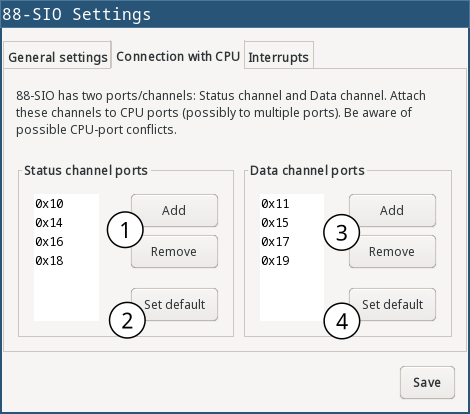 88-SIO Settings
General settings Connection with CPU Interrupts
88-SIO has two ports/channels: Status channel and Data channel. Attach
these channels to CPU ports (possibly to multiple ports). Be aware of
possible CPU-port conflicts.
Status channel ports
0x10
0x14
0x16
0x18
Add
1
Remove
Set default
2
Data channel ports
0x11
0x15
0x17
0x19
Add
3
Remove
Set default
4
Save